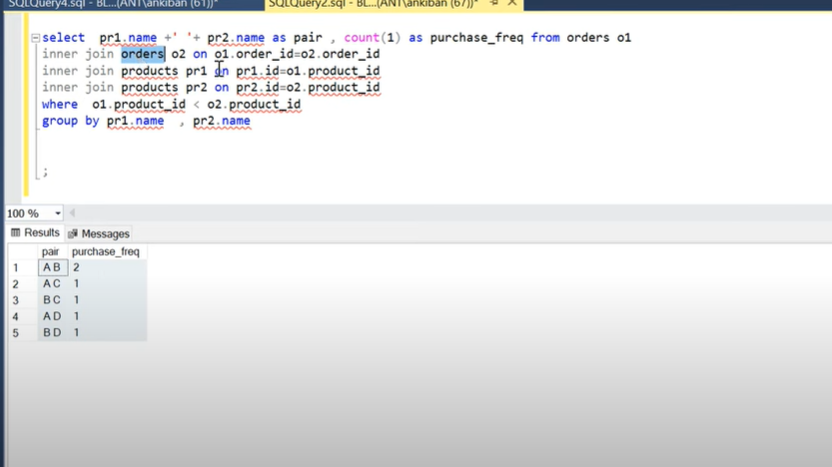 SQLQuery4.sql - BL...(ANT\ankiban (61))*
SQLQuery2.sql - BL...(ANT\ankiban (67))*
select pr1.name +' '+ pr2.name as pair , count(1) as purchase_freq from orders o1
inner join orders o2 on o1.order_id=o2.order_id
inner join products pr1 on pr1.id=o1.product_id
inner join products pr2 on pr2.id=o2.product_id
where o1.product_id < o2.product_id
group by pr1.name , pr2.name
;
100 %
Results Messages
pair purchase_freq
1 A B 2
2 A C 1
3 B C 1
4 A D 1
5 B D 1